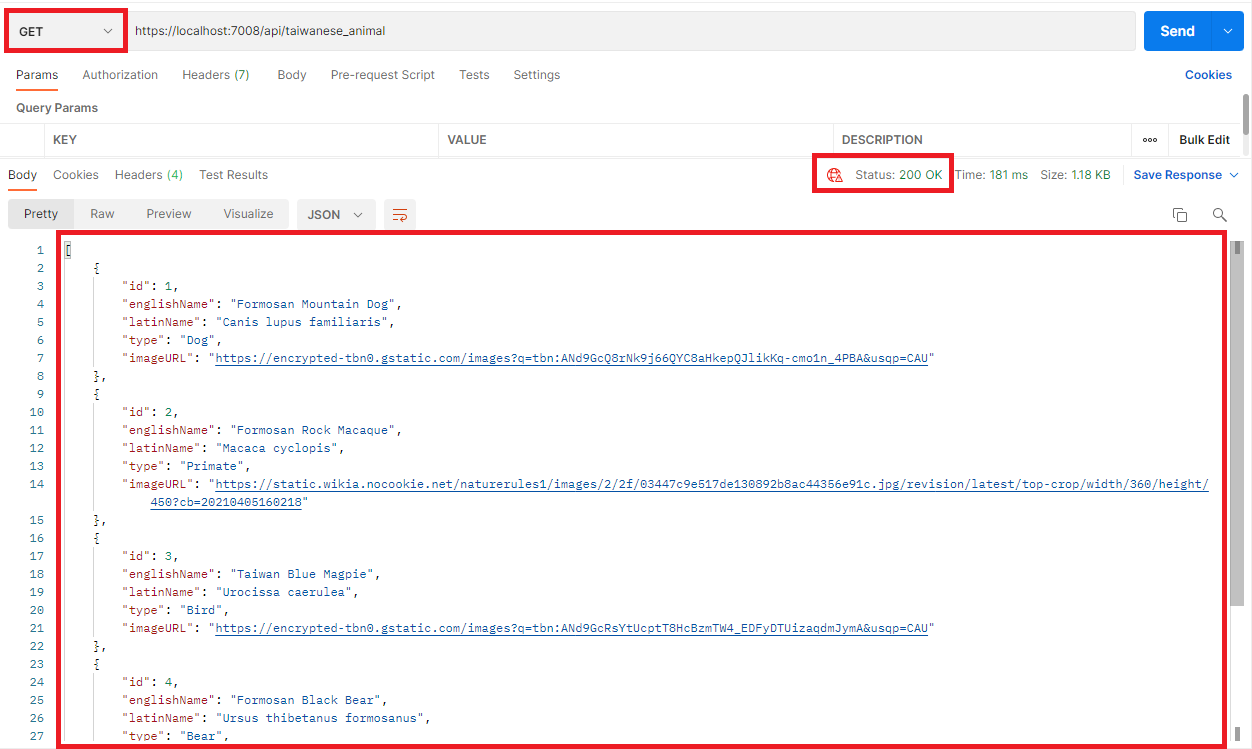 GET https://localhost:7008/api/taiwanese_animal Send
Params Authorization Headers (7) Body Pre-request Script Tests Settings Cookies
Query Params
KEY VALUE DESCRIPTION ooo Bulk Edit
Body Cookies Headers (4) Test Results Status: 200 OK Time: 181 ms Size: 1.18 KB Save Response
Pretty Raw Preview Visualize JSON
1 [
2 {
3 "id": 1,
4 "englishName": "Formosan Mountain Dog",
5 "latinName": "Canis lupus familiaris",
6 "type": "Dog",
7 "imageURL": "https://encrypted-tbn0.gstatic.com/images?q=tbn:ANd9GcQ8rNk9j66QYC8aHkepQJlikKq-cmo1n_4PBA&usqp=CAU"
8 },
9 {
10 "id": 2,
11 "englishName": "Formosan Rock Macaque",
12 "latinName": "Macaca cyclopis",
13 "type": "Primate",
14 "imageURL": "https://static.wikia.nocookie.net/naturerules1/images/2/2f/03447c9e517de130892b8ac44356e91c.jpg/revision/latest/top-crop/width/360/height/
450?cb=20210405160218"
15 },
16 {
17 "id": 3,
18 "englishName": "Taiwan Blue Magpie",
19 "latinName": "Urocissa caerulea",
20 "type": "Bird",
21 "imageURL": "https://encrypted-tbn0.gstatic.com/images?q=tbn:ANd9GcRsYtUcptT8HcBzmTW4_EDFyDTUizaqdmJymA&usqp=CAU"
22 },
23 {
24 "id": 4,
25 "englishName": "Formosan Black Bear",
26 "latinName": "Ursus thibetanus formosanus",
27 "type": "Bear",